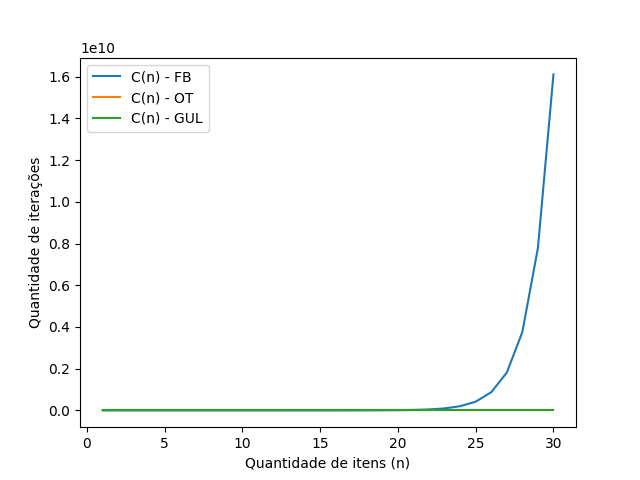 1e10
C(n) - FB
C(n) - OT
C(n) - GUL
1.6
1.4
1.2
1.0
0.8
0.6
0.4
0.2
0.0
Quantidade de iterações
0 5 10 15 20 25 30
Quantidade de itens (n)